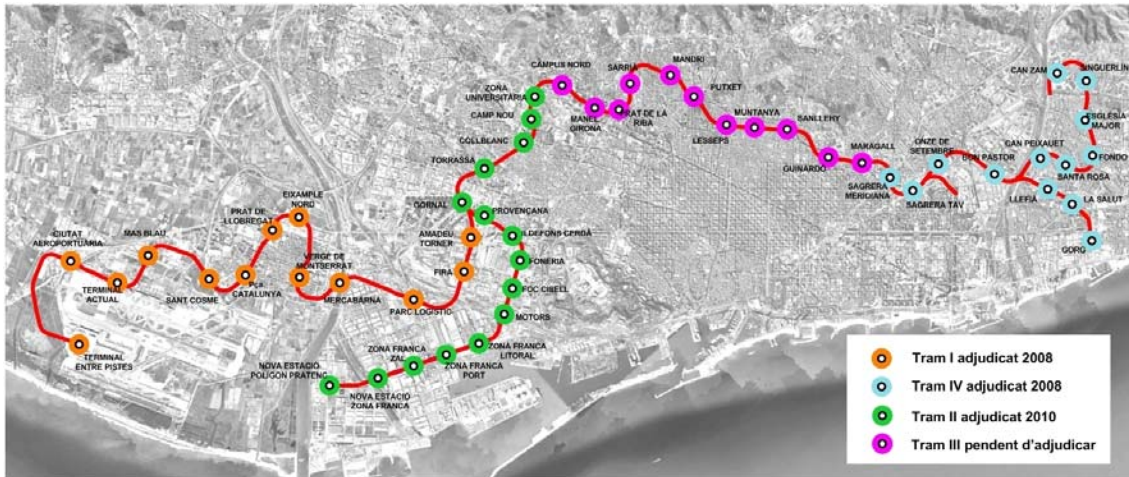 CAN ZAM
SINGUERLÍN
ESGLÉSIA
MAJOR
FONDO
CAN PEIXAUET
SANTA ROSA
LLEFIÀ
LA SALUT
GORG
BON PASTOR
ONZE DE
SETEMBRE
SAGRERA TAV
SAGRERA
MERIDIANA
MARAGALL
GUINARDÓ
SANLLEHY
MUNTANYA
LESSEPS
PUTXET
MANDRI
SARRIÀ
PRAT DE LA
RIBA
MANEL
GIRONA
CAMPUS NORD
ZONA
UNIVERSITÀRIA
CAMP NOU
COLLBLANC
TORRASSA
GORNAL
PROVENÇANA
ILDEFONS CERDÀ
FONERIA
FOC CISELL
MOTORS
ZONA FRANCA
LITORAL
ZONA FRANCA
PORT
ZONA FRANCA
ZAL
NOVA ESTACIÓ
ZONA FRANCA
NOVA ESTACIÓ
POLÍGON PRATENC
AMADEU
TORNER
FIRA
PARC LOGÍSTIC
MERCABARNA
VERGE DE
MONTSERRAT
EIXAMPLE
NORD
PRAT DE
LLOBREGAT
PÇA
CATALUNYA
SANT COSME
MAS BLAU
TERMINAL
ACTUAL
CIUTAT
AEROPORTUÀRIA
TERMINAL
ENTRE PISTES
Tram I adjudicat 2008
Tram IV adjudicat 2008
Tram II adjudicat 2010
Tram III pendent d'adjudicar